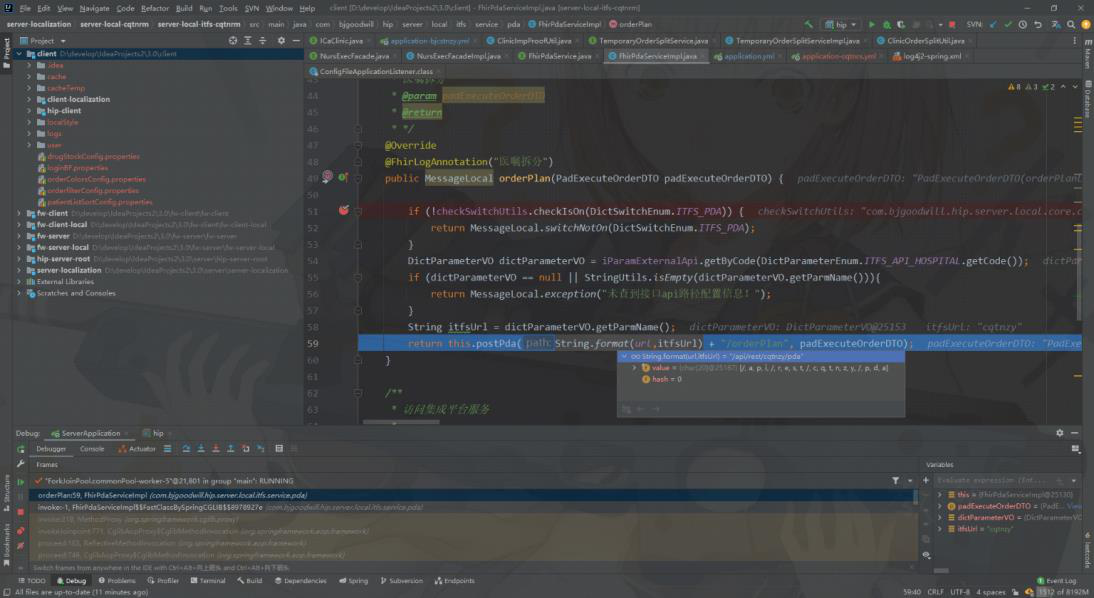 File Edit View Navigate Code Refactor Build Run Tools SVN Window Help client [D:\develop\IdeaProjects2\3.0\client] - FhirPdaServiceImpl.java [server-local-itfs-cqtnrm]
server-localization server-local-cqtnrm server-local-itfs-cqtnrm src main java com bjgoodwill hip server local itfs service pda FhirPdaServiceImpl orderPlan hip SVN:
Project
ICaClinic.java application-bjcstnzy.yml ClinicImpProofUtil.java TemporaryOrderSplitService.java TemporaryOrderSplitServiceImpl.java ClinicOrderSplitUtil.java
NursExecFacade.java NursExecFacadeImpl.java FhirPdaService.java FhirPdaServiceImpl.java application.yml application-cqtnrs.yml log4j2-spring.xml
ConfigFileApplicationListener.class
client D:\develop\IdeaProjects2\3.0\client
.idea
cache
cacheTemp
client-localization
hip-client
localStyle
logs
user
drugStockConfig.properties
loginBF.properties
orderColorsConfig.properties
orderfilterConfig.properties
patientListSortConfig.properties
fw-client D:\develop\IdeaProjects2\3.0\fw-client\fw-client
fw-client-local D:\develop\IdeaProjects2\3.0\fw-client\fw-client-local
fw-server D:\develop\IdeaProjects2\3.0\fw-server\fw-server
fw-server-local D:\develop\IdeaProjects2\3.0\fw-server\fw-server-local
hip-server-root D:\develop\IdeaProjects2\3.0\server\hip-server-root
server-localization D:\develop\IdeaProjects2\3.0\server\server-localization
External Libraries
Scratches and Consoles
8 3 2
43 * 医嘱拆分
44 * @param padExecuteOrderDTO
45 * @return
46 * */
47 @Override
48 @FhirLogAnnotation("医嘱拆分")
49 public MessageLocal orderPlan(PadExecuteOrderDTO padExecuteOrderDTO) { padExecuteOrderDTO: "PadExecuteOrderDTO(orderPlanL
50
51 if (!checkSwitchUtils.checkIsOn(DictSwitchEnum.ITFS_PDA)) { checkSwitchUtils: "com.bjgoodwill.hip.server.local.core.c
52 return MessageLocal.switchNotOn(DictSwitchEnum.ITFS_PDA);
53 }
54 DictParameterVO dictParameterVO = iParamExternalApi.getByCode(DictParameterEnum.ITFS_API_HOSPITAL.getCode()); dictPar
55 if (dictParameterVO == null || StringUtils.isEmpty(dictParameterVO.getParmName())){
56 return MessageLocal.exception("未查到接口api路径配置信息！");
57 }
58 String itfsUrl = dictParameterVO.getParmName(); dictParameterVO: DictParameterVO@25153 itfsUrl: "cqtnzy"
59 return this.postPda( path: String.format(url,itfsUrl) + "/orderPlan", padExecuteOrderDTO); padExecuteOrderDTO: "PadExe
String.format(url,itfsUrl) = "/api/rest/cqtnzy/pda"
value = {char[20]@25187} [/, a, p, i, /, r, e, s, t, /, c, q, t, n, z, y, /, p, d, a]
hash = 0
60 }
61
62 /**
63 * 访问集成平台服务
Debug: ServerApplication hip
Debugger Console Actuator
Frames Variables
"ForkJoinPool.commonPool-worker-5"@21,801 in group "main": RUNNING
orderPlan:59, FhirPdaServiceImpl (com.bjgoodwill.hip.server.local.itfs.service.pda)
invoke:-1, FhirPdaServiceImpl$$FastClassBySpringCGLIB$$8978927e (com.bjgoodwill.hip.server.local.itfs.service.pda)
invoke:218, MethodProxy (org.springframework.cglib.proxy)
invokeJoinpoint:771, CglibAopProxy$CglibMethodInvocation (org.springframework.aop.framework)
proceed:163, ReflectiveMethodInvocation (org.springframework.aop.framework)
proceed:749, CglibAopProxy$CglibMethodInvocation (org.springframework.aop.framework)
Switch frames from anywhere in the IDE with Ctrl+Alt+向上箭头 and Ctrl+Alt+向下箭头
Evaluate expression (Ent...
this = {FhirPdaServiceImpl@25130}
padExecuteOrderDTO = {PadE... View
dictParameterVO = {DictParameterVO
itfsUrl = "cqtnzy"
Project
Structure
Bookmarks
Maven
Database
leetcode
TODO Debug Problems Profiler Terminal Build Dependencies Spring Subversion Endpoints Event Log
All files are up-to-date (11 minutes ago) 59:40 CRLF UTF-8 4 spaces 1512 of 8192M